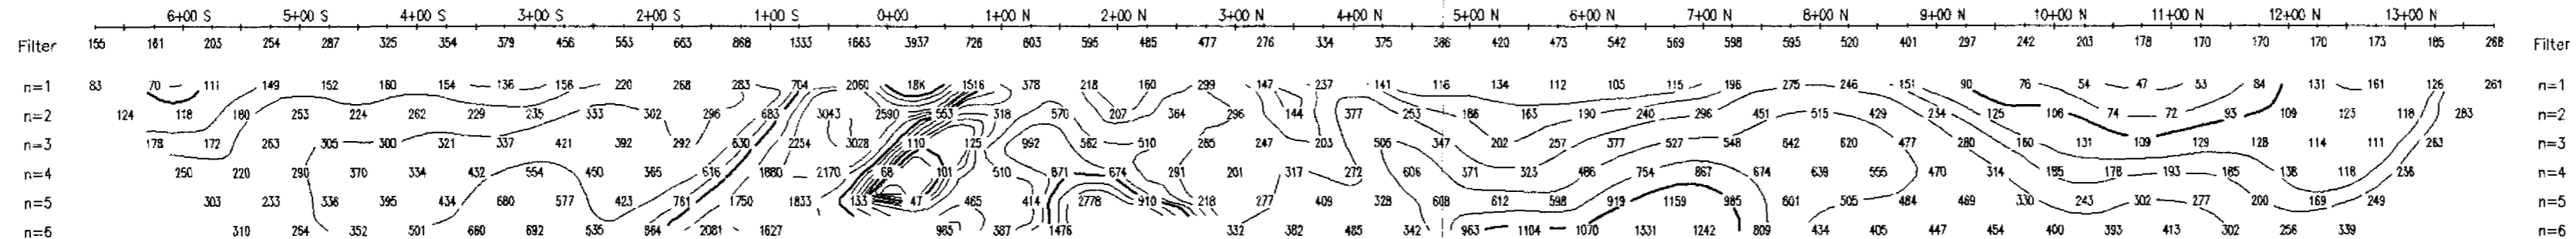 6+00 S 5+00 S 4+00 S 3+00 S 2+00 S 1+00 S 0+00 1+00 N 2+00 N 3+00 N 4+00 N 5+00 N 6+00 N 7+00 N 8+00 N 9+00 N 10+00 N 11+00 N 12+00 N 13+00 N
Filter 155 161 203 254 287 325 354 379 456 553 663 868 1333 1663 3937 726 603 595 485 477 276 334 375 386 420 473 542 569 598 595 520 401 297 242 203 178 170 170 170 173 185 268 Filter
n=1 83 70 111 149 152 160 154 136 156 220 268 283 704 2060 18K 1516 378 218 160 299 147 237 141 116 134 112 105 115 196 275 246 151 90 76 54 47 53 84 131 161 126 261 n=1
n=2 124 118 180 253 224 262 229 235 333 302 296 683 3043 2590 553 318 570 207 364 296 144 377 253 186 163 190 240 296 451 515 429 234 125 106 74 72 93 109 123 118 283 n=2
n=3 178 172 263 305 300 321 337 421 392 292 630 2254 3028 110 125 992 562 510 265 247 203 505 347 202 257 377 527 548 642 620 477 280 160 131 109 129 128 114 111 263 n=3
n=4 250 220 290 370 334 432 554 450 365 616 1880 2170 68 101 510 871 674 291 201 317 272 606 371 323 486 754 867 674 639 555 470 314 195 178 193 165 138 118 236 n=4
n=5 303 233 336 395 434 680 577 423 761 1750 1833 133 47 465 414 2778 910 218 277 409 328 608 612 598 919 1159 985 601 505 484 469 330 243 302 277 200 169 249 n=5
n=6 310 264 352 501 660 692 535 864 2081 1627 985 387 1476 332 382 485 342 963 1104 1070 1331 1242 809 434 405 447 454 400 393 413 302 256 339 n=6